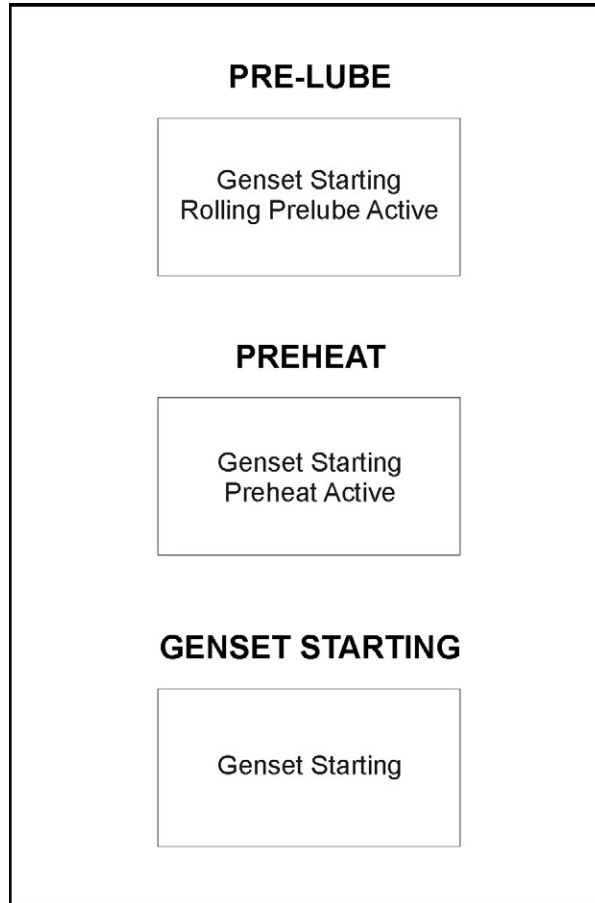 PRE-LUBE
Genset Starting
Rolling Prelube Active
PREHEAT
Genset Starting
Preheat Active
GENSET STARTING
Genset Starting